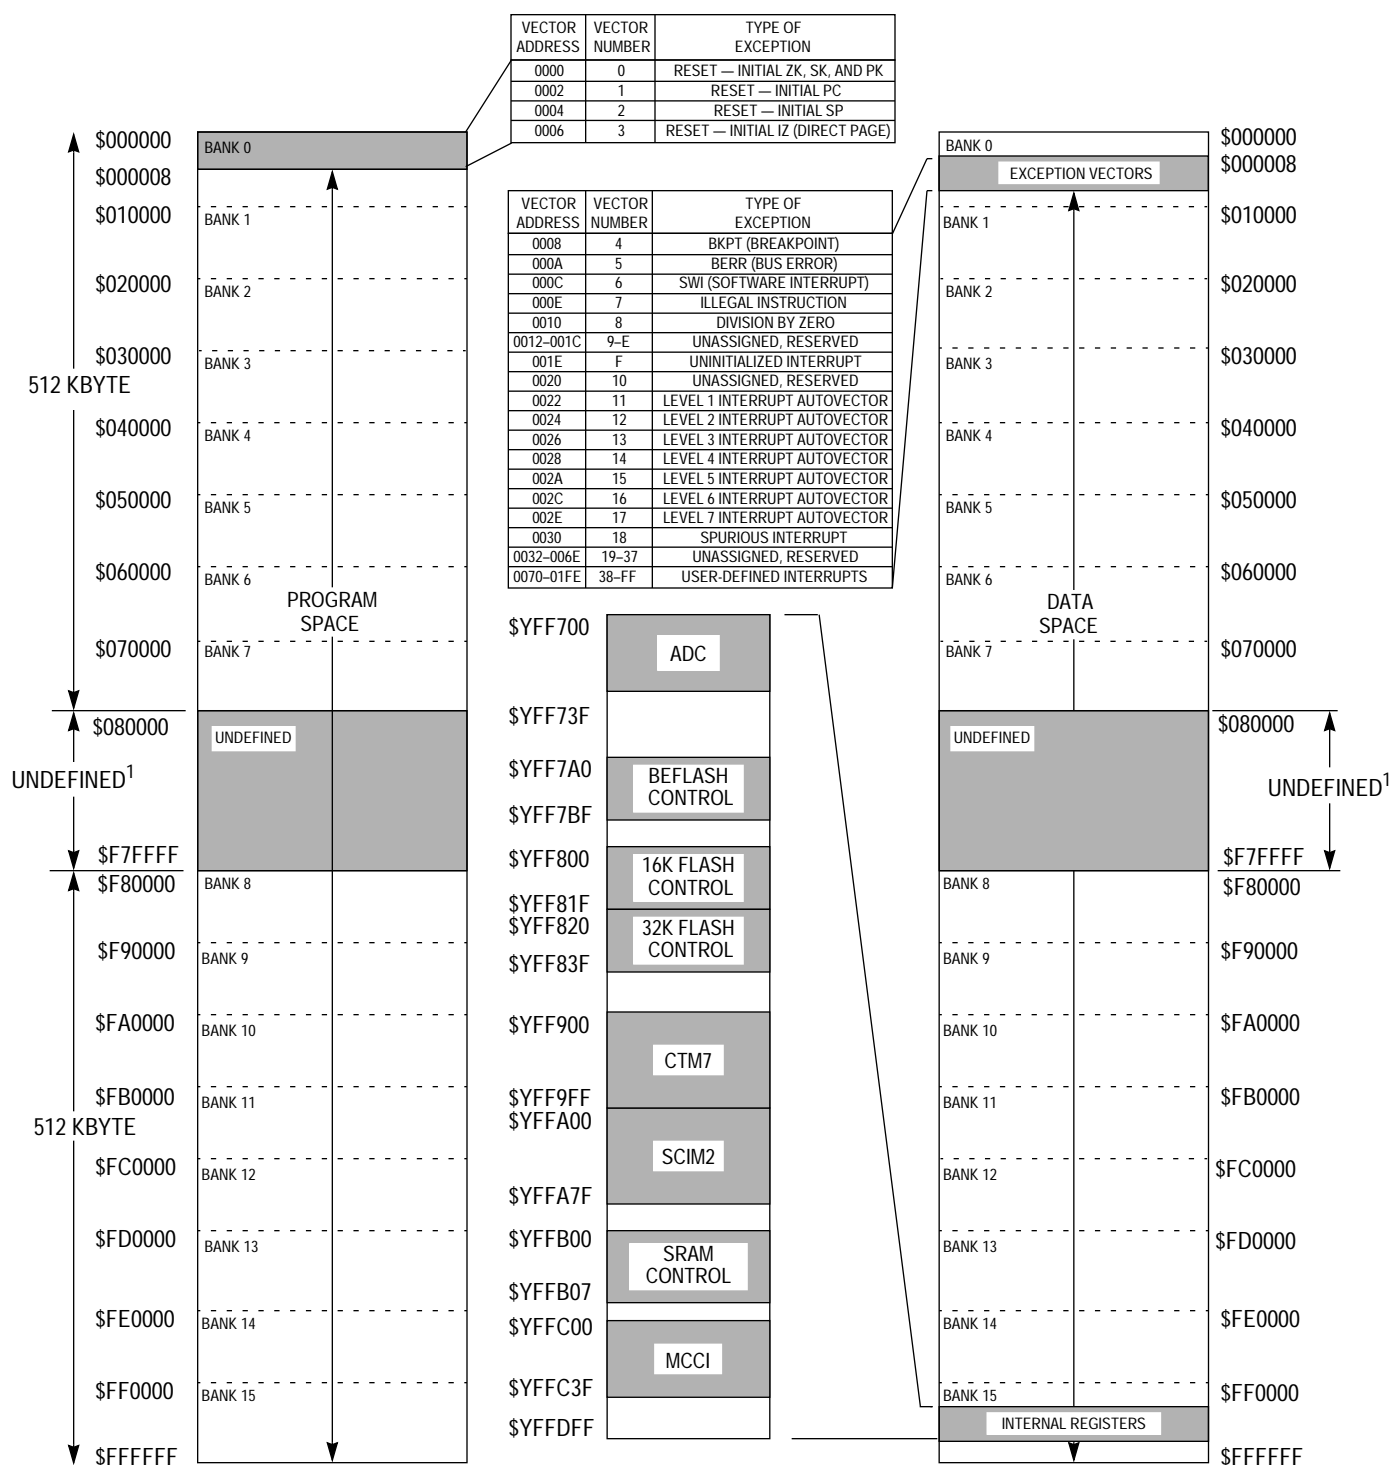 VECTOR ADDRESS VECTOR NUMBER TYPE OF EXCEPTION
0000 0 RESET — INITIAL ZK, SK, AND PK
0002 1 RESET — INITIAL PC
0004 2 RESET — INITIAL SP
0006 3 RESET — INITIAL IZ (DIRECT PAGE)
VECTOR ADDRESS VECTOR NUMBER TYPE OF EXCEPTION
0008 4 BKPT (BREAKPOINT)
000A 5 BERR (BUS ERROR)
000C 6 SWI (SOFTWARE INTERRUPT)
000E 7 ILLEGAL INSTRUCTION
0010 8 DIVISION BY ZERO
0012–001C 9–E UNASSIGNED, RESERVED
001E F UNINITIALIZED INTERRUPT
0020 10 UNASSIGNED, RESERVED
0022 11 LEVEL 1 INTERRUPT AUTOVECTOR
0024 12 LEVEL 2 INTERRUPT AUTOVECTOR
0026 13 LEVEL 3 INTERRUPT AUTOVECTOR
0028 14 LEVEL 4 INTERRUPT AUTOVECTOR
002A 15 LEVEL 5 INTERRUPT AUTOVECTOR
002C 16 LEVEL 6 INTERRUPT AUTOVECTOR
002E 17 LEVEL 7 INTERRUPT AUTOVECTOR
0030 18 SPURIOUS INTERRUPT
0032–006E 19–37 UNASSIGNED, RESERVED
0070–01FE 38–FF USER-DEFINED INTERRUPTS
$000000 BANK 0
$000008
$010000 BANK 1
$020000 BANK 2
$030000 BANK 3
512 KBYTE
$040000 BANK 4
$050000 BANK 5
$060000 BANK 6
PROGRAM
SPACE
$070000 BANK 7
$080000 UNDEFINED
UNDEFINED1
$F7FFFF
$F80000 BANK 8
$F90000 BANK 9
$FA0000 BANK 10
$FB0000 BANK 11
512 KBYTE
$FC0000 BANK 12
$FD0000 BANK 13
$FE0000 BANK 14
$FF0000 BANK 15
$FFFFFF
$YFF700
ADC
$YFF73F
$YFF7A0
BEFLASH
CONTROL
$YFF7BF
$YFF800
16K FLASH
CONTROL
$YFF81F
$YFF820
32K FLASH
CONTROL
$YFF83F
$YFF900
CTM7
$YFF9FF
$YFFA00
SCIM2
$YFFA7F
$YFFB00
SRAM
CONTROL
$YFFB07
$YFFC00
MCCI
$YFFC3F
$YFFDFF
BANK 0 $000000
EXCEPTION VECTORS $000008
BANK 1 $010000
BANK 2 $020000
BANK 3 $030000
BANK 4 $040000
BANK 5 $050000
BANK 6 $060000
DATA
SPACE
BANK 7 $070000
UNDEFINED $080000
UNDEFINED1
$F7FFFF
BANK 8 $F80000
BANK 9 $F90000
BANK 10 $FA0000
BANK 11 $FB0000
BANK 12 $FC0000
BANK 13 $FD0000
BANK 14 $FE0000
BANK 15 $FF0000
INTERNAL REGISTERS
$FFFFFF